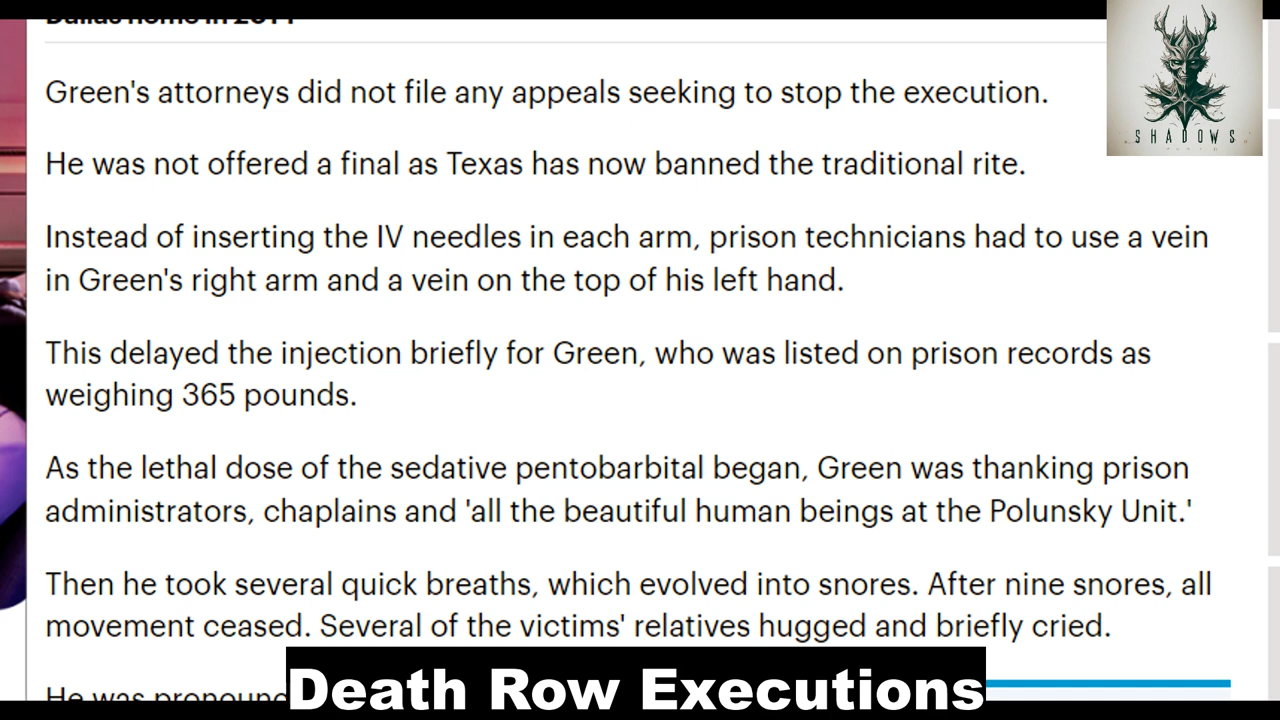 Dallas home in 2011
Green's attorneys did not file any appeals seeking to stop the execution.
He was not offered a final as Texas has now banned the traditional rite.
Instead of inserting the IV needles in each arm, prison technicians had to use a vein
in Green's right arm and a vein on the top of his left hand.
This delayed the injection briefly for Green, who was listed on prison records as
weighing 365 pounds.
As the lethal dose of the sedative pentobarbital began, Green was thanking prison
administrators, chaplains and 'all the beautiful human beings at the Polunsky Unit.'
Then he took several quick breaths, which evolved into snores. After nine snores, all
movement ceased. Several of the victims' relatives hugged and briefly cried.
He was
Death Row Executions
SHADOWS